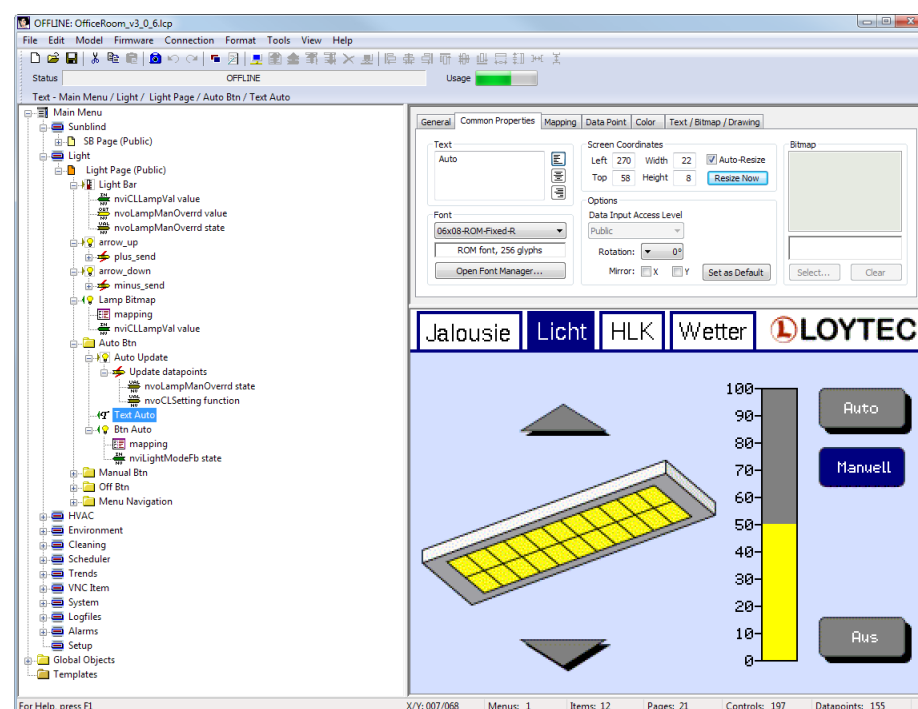 OFFLINE: OfficeRoom_v3_0_6.lcp
File Edit Model Firmware Connection Format Tools View Help
Status OFFLINE Usage
Text - Main Menu / Light / Light Page / Auto Btn / Text Auto
Main Menu
Sunblind
SB Page (Public)
Light
Light Page (Public)
Light Bar
nviCLLampVal value
nvoLampManOverrd value
nvoLampManOverrd state
arrow_up
plus_send
arrow_down
minus_send
Lamp Bitmap
mapping
nviCLLampVal value
Auto Btn
Auto Update
Update datapoints
nvoLampManOverrd state
nvoCLSetting function
Text Auto
Btn Auto
mapping
nviLightModeFb state
Manual Btn
Off Btn
Menu Navigation
HVAC
Environment
Cleaning
Scheduler
Trends
VNC Item
System
Logfiles
Alarms
Setup
Global Objects
Templates
General Common Properties Mapping Data Point Color Text / Bitmap / Drawing
Text
Auto
Font
06x08-ROM-Fixed-R
ROM font, 256 glyphs
Open Font Manager...
Screen Coordinates
Left 270 Width 22 Auto-Resize
Top 58 Height 8 Resize Now
Options
Data Input Access Level
Public
Rotation: 0°
Mirror: X Y Set as Default
Bitmap
Select... Clear
Jalousie Licht HLK Wetter LOYTEC
100
90
80
70
60
50
40
30
20
10
0
Auto
Manuell
Aus
For Help, press F1 X/Y: 007/068 Menus: 1 Items: 12 Pages: 21 Controls: 197 Datapoints: 155